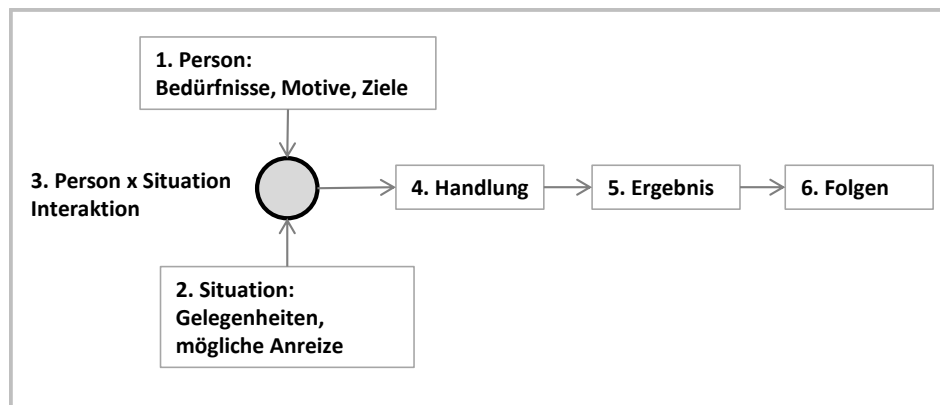 1. Person:
Bedürfnisse, Motive, Ziele
3. Person x Situation
Interaktion
4. Handlung
5. Ergebnis
6. Folgen
2. Situation:
Gelegenheiten,
mögliche Anreize